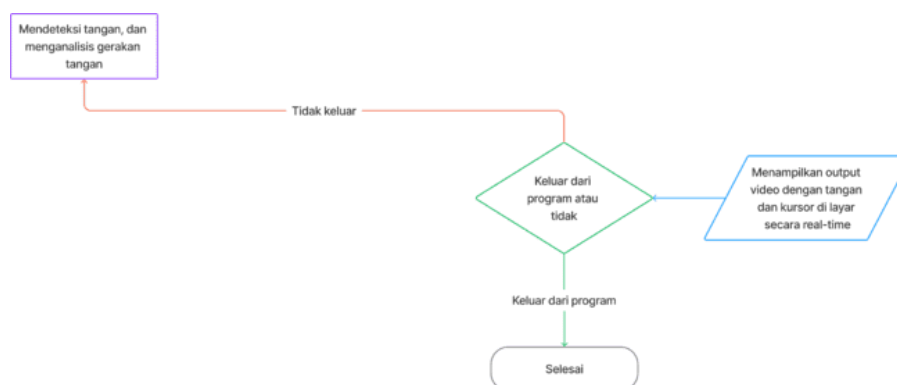 Mendeteksi tangan, dan
menganalisis gerakan
tangan
Tidak keluar
Keluar dari
program atau
tidak
Menampilkan output
video dengan tangan
dan kursor di layar
secara real-time
Keluar dari program
Selesai